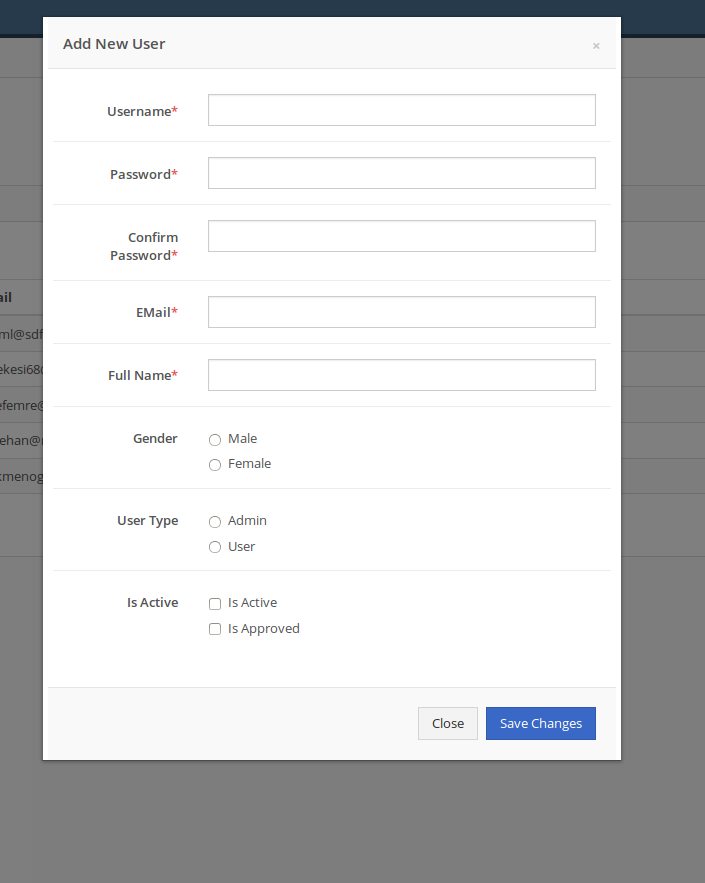 Add New User ×
Username*
Password*
Confirm
Password*
EMail*
Full Name*
Gender Male
Female
User Type Admin
User
Is Active Is Active
Is Approved
Close Save Changes
ail
ml@sdf
ekesi68
efemre@
ehan@
kmenog